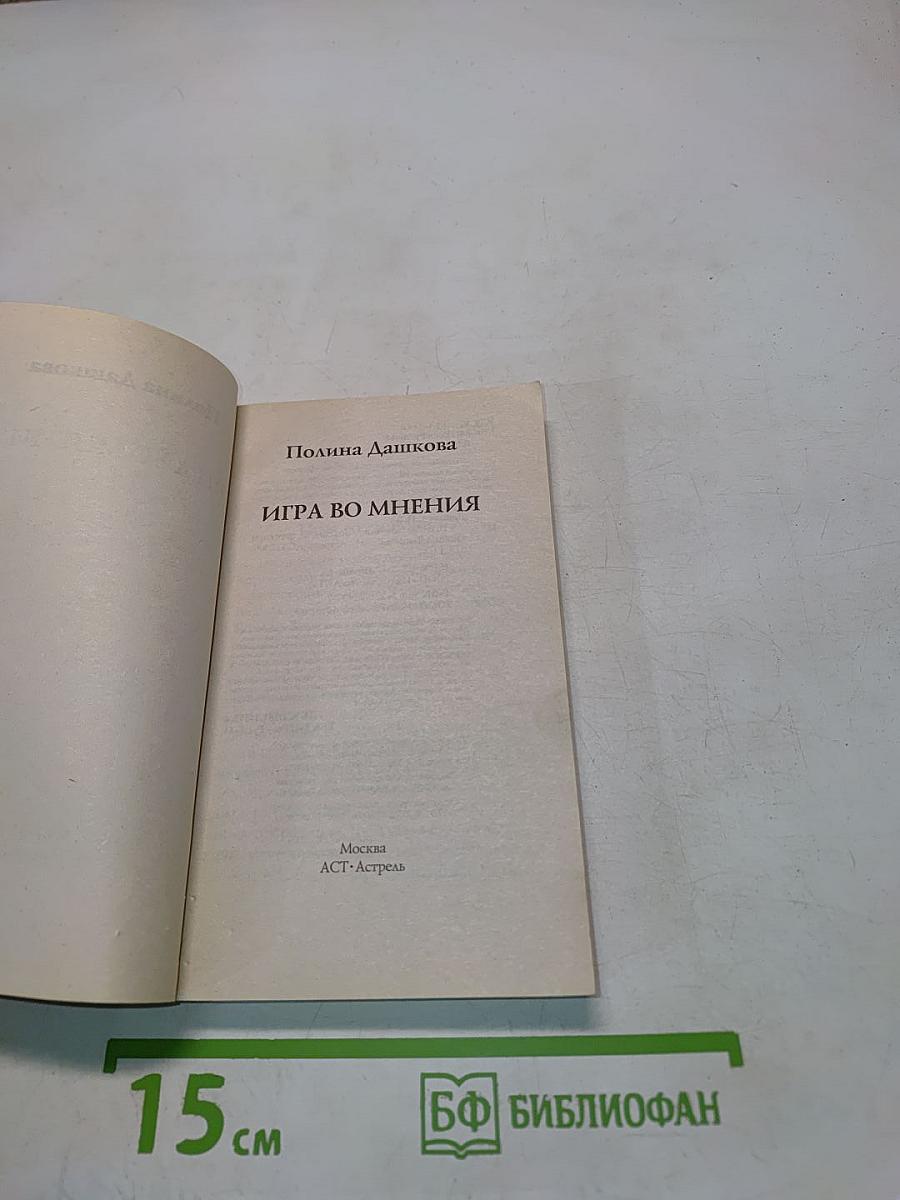 Полина Дашкова
ИГРА ВО МНЕНИЯ
Москва
АСТ • Астрель
15 см
БФ БИБЛИОФАН